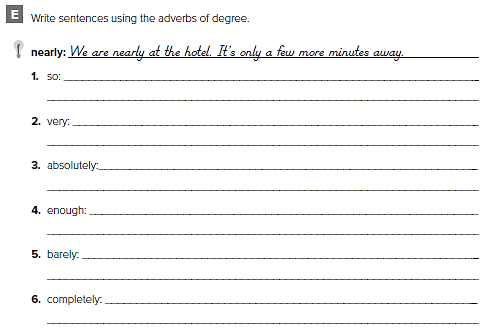 E Write sentences using the adverbs of degree.
nearly: We are nearly at the hotel. It's only a few more minutes away.
1. so:
2. very:
3. absolutely:
4. enough:
5. barely:
6. completely: